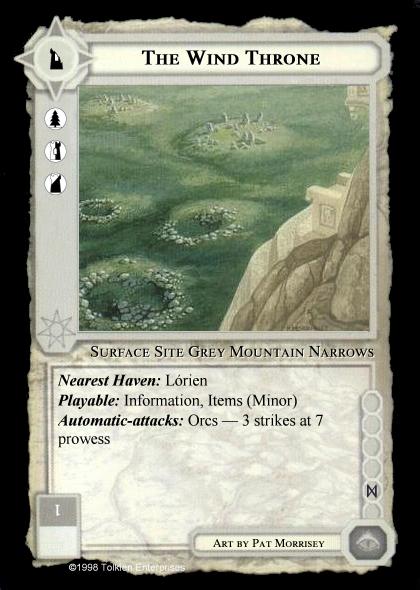 The Wind Throne
Surface Site Grey Mountain Narrows
Nearest Haven: Lórien
Playable: Information, Items (Minor)
Automatic-attacks: Orcs — 3 strikes at 7
prowess
1
Art by Pat Morrisey
©1998 Tolkien Enterprises